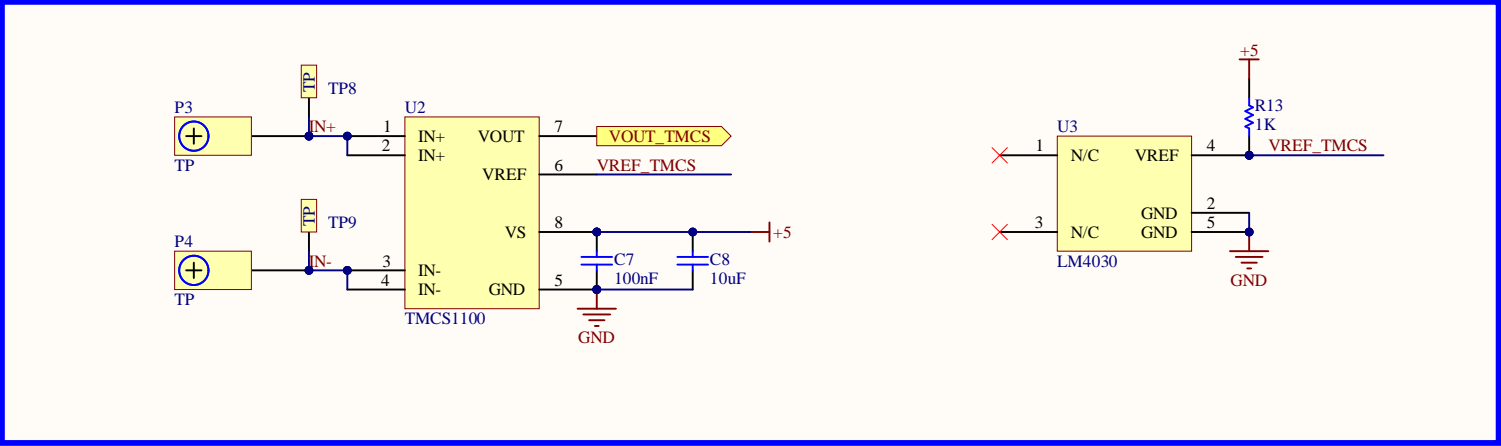 P3
TP
TP
TP8
IN+
P4
TP
TP
TP9
IN-
U2
1 IN+ VOUT 7 VOUT_TMCS
2 IN+
VREF 6 VREF_TMCS
VS 8 +5
3 IN-
4 IN- GND 5
TMCS1100
C7
100nF
C8
10uF
GND
+5
R13
1K
U3
1 N/C VREF 4 VREF_TMCS
GND 2
3 N/C GND 5
LM4030
GND